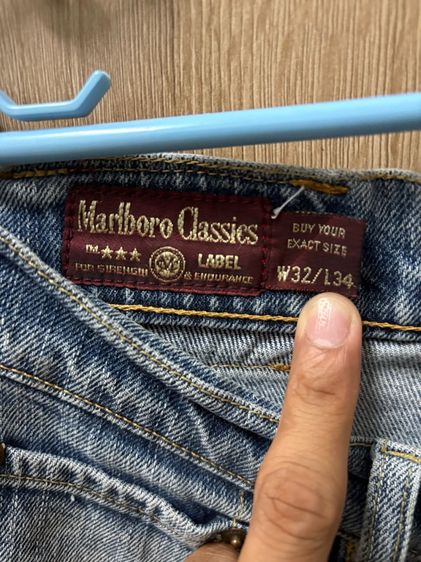 Marlboro Classics
TM ★★★ LABEL
FOR STRENGTH & ENDURANCE
BUY YOUR
EXACT SIZE
W32/L34